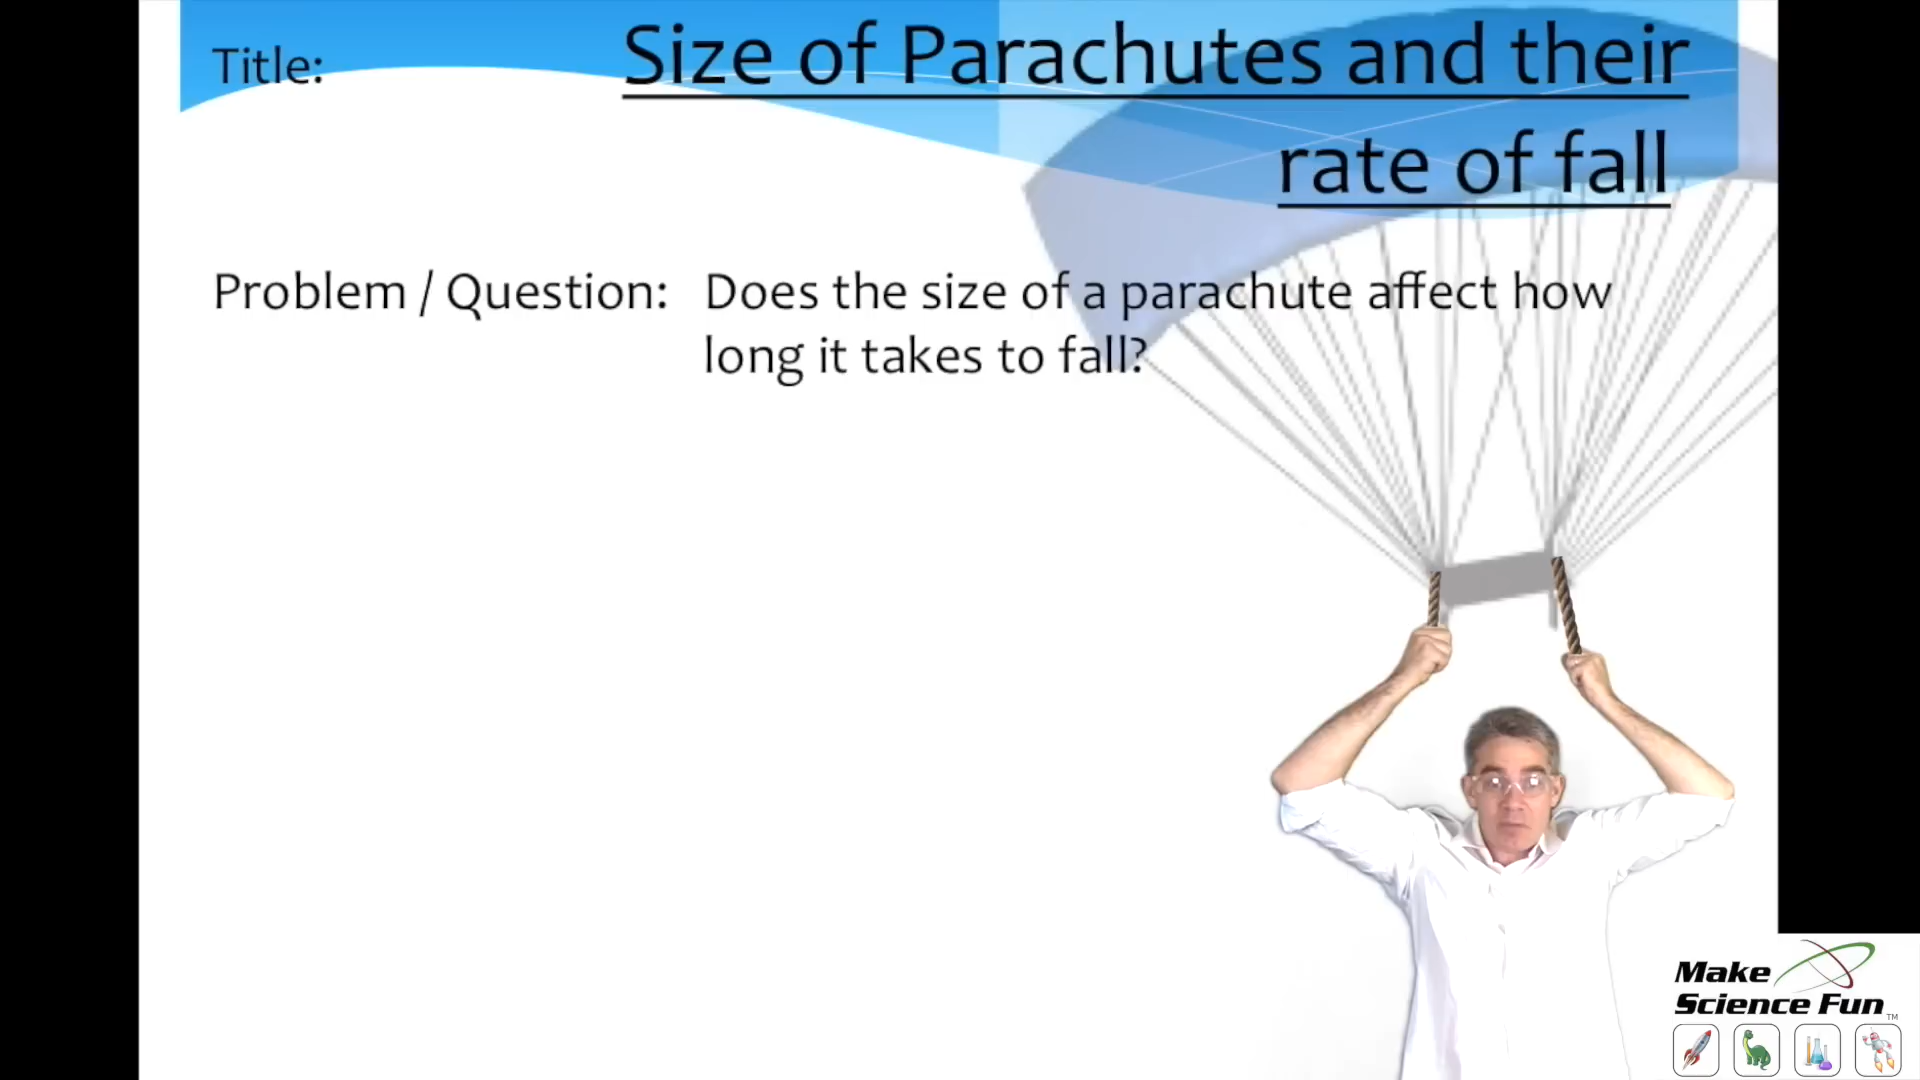 Title:
Size of Parachutes and their
rate of fall
Problem / Question:
Does the size of a parachute affect how
long it takes to fall?
Make
Science Fun™